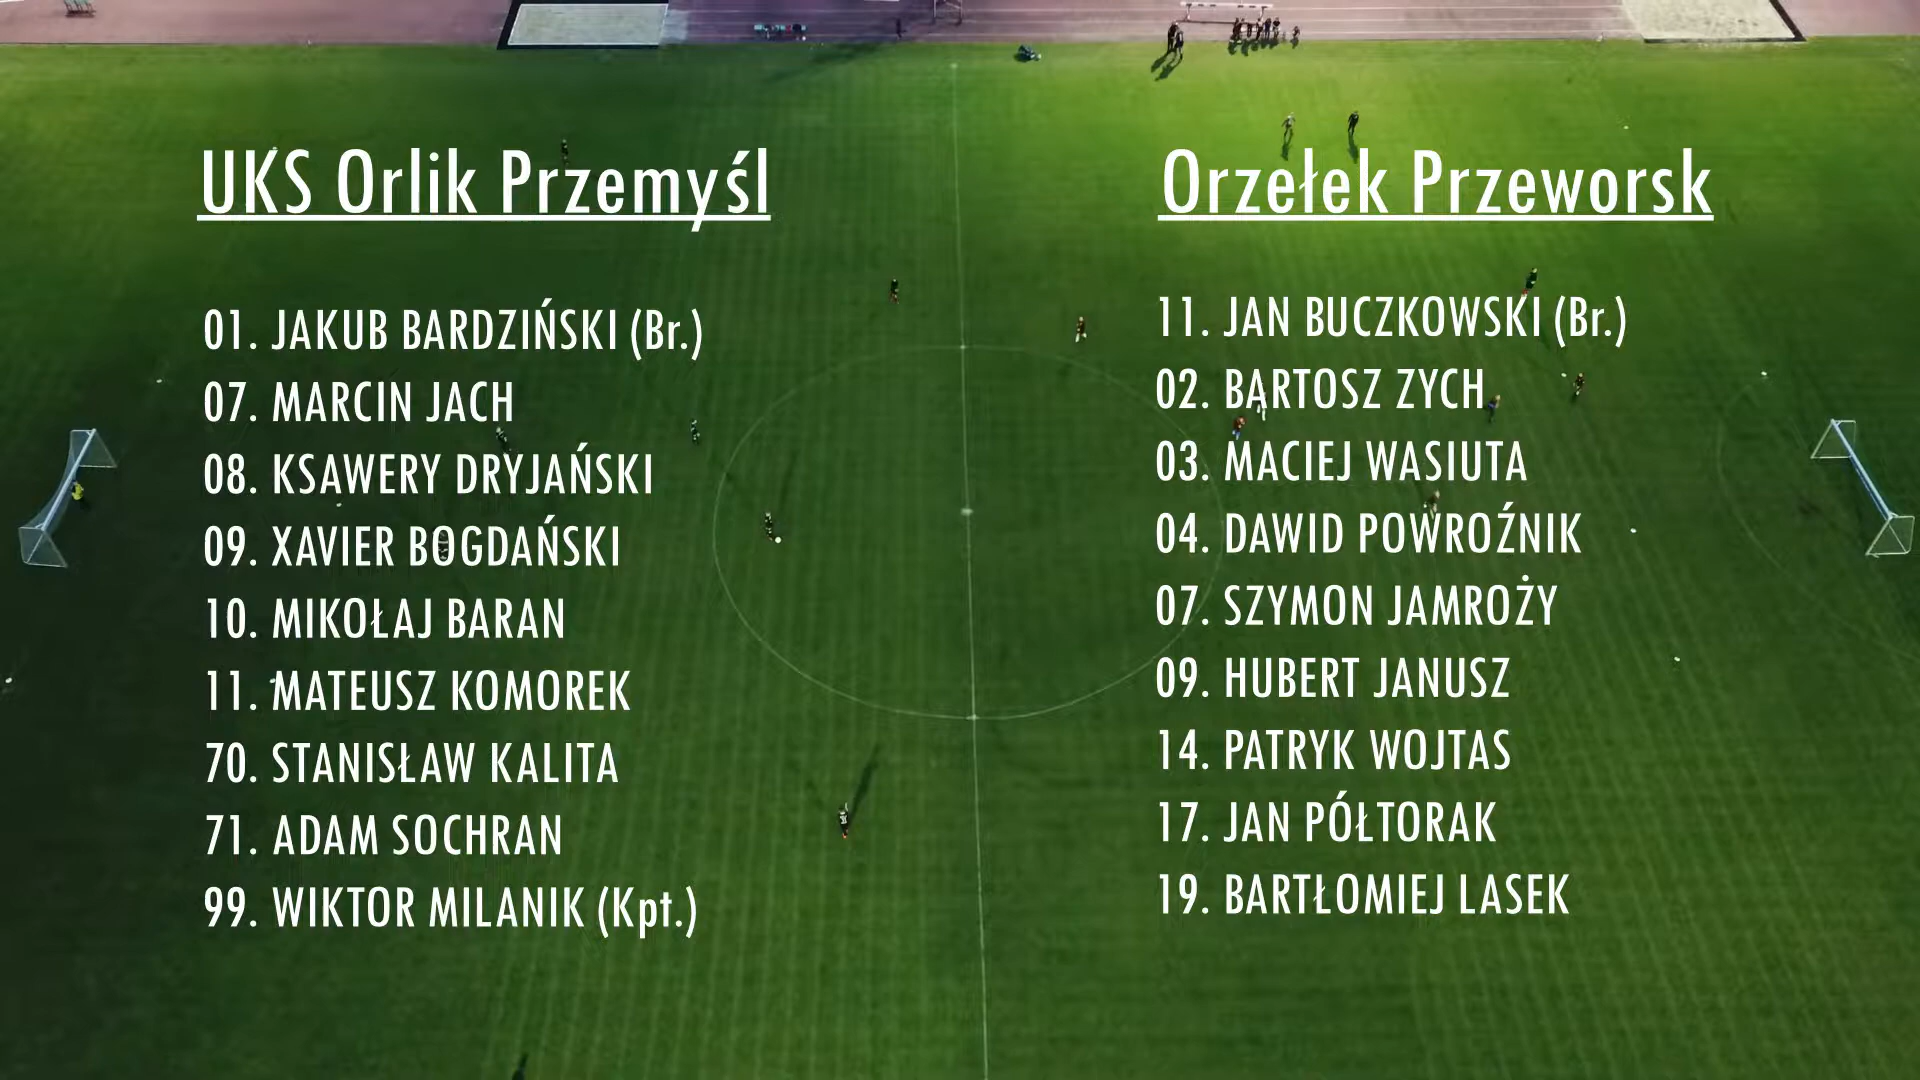 UKS Orlik Przemyśl
01. JAKUB BARDZIŃSKI (Br.)
07. MARCIN JACH
08. KSAWERY DRYJAŃSKI
09. XAVIER BOGDAŃSKI
10. MIKOŁAJ BARAN
11. MATEUSZ KOMOREK
70. STANISŁAW KALITA
71. ADAM SOCHRAN
99. WIKTOR MILANIK (Kpt.)
Orzełek Przeworsk
11. JAN BUCZKOWSKI (Br.)
02. BARTOSZ ZYCH
03. MACIEJ WASIUTA
04. DAWID POWROŹNIK
07. SZYMON JAMROŻY
09. HUBERT JANUSZ
14. PATRYK WOJTAS
17. JAN PÓŁTORAK
19. BARTŁOMIEJ LASEK